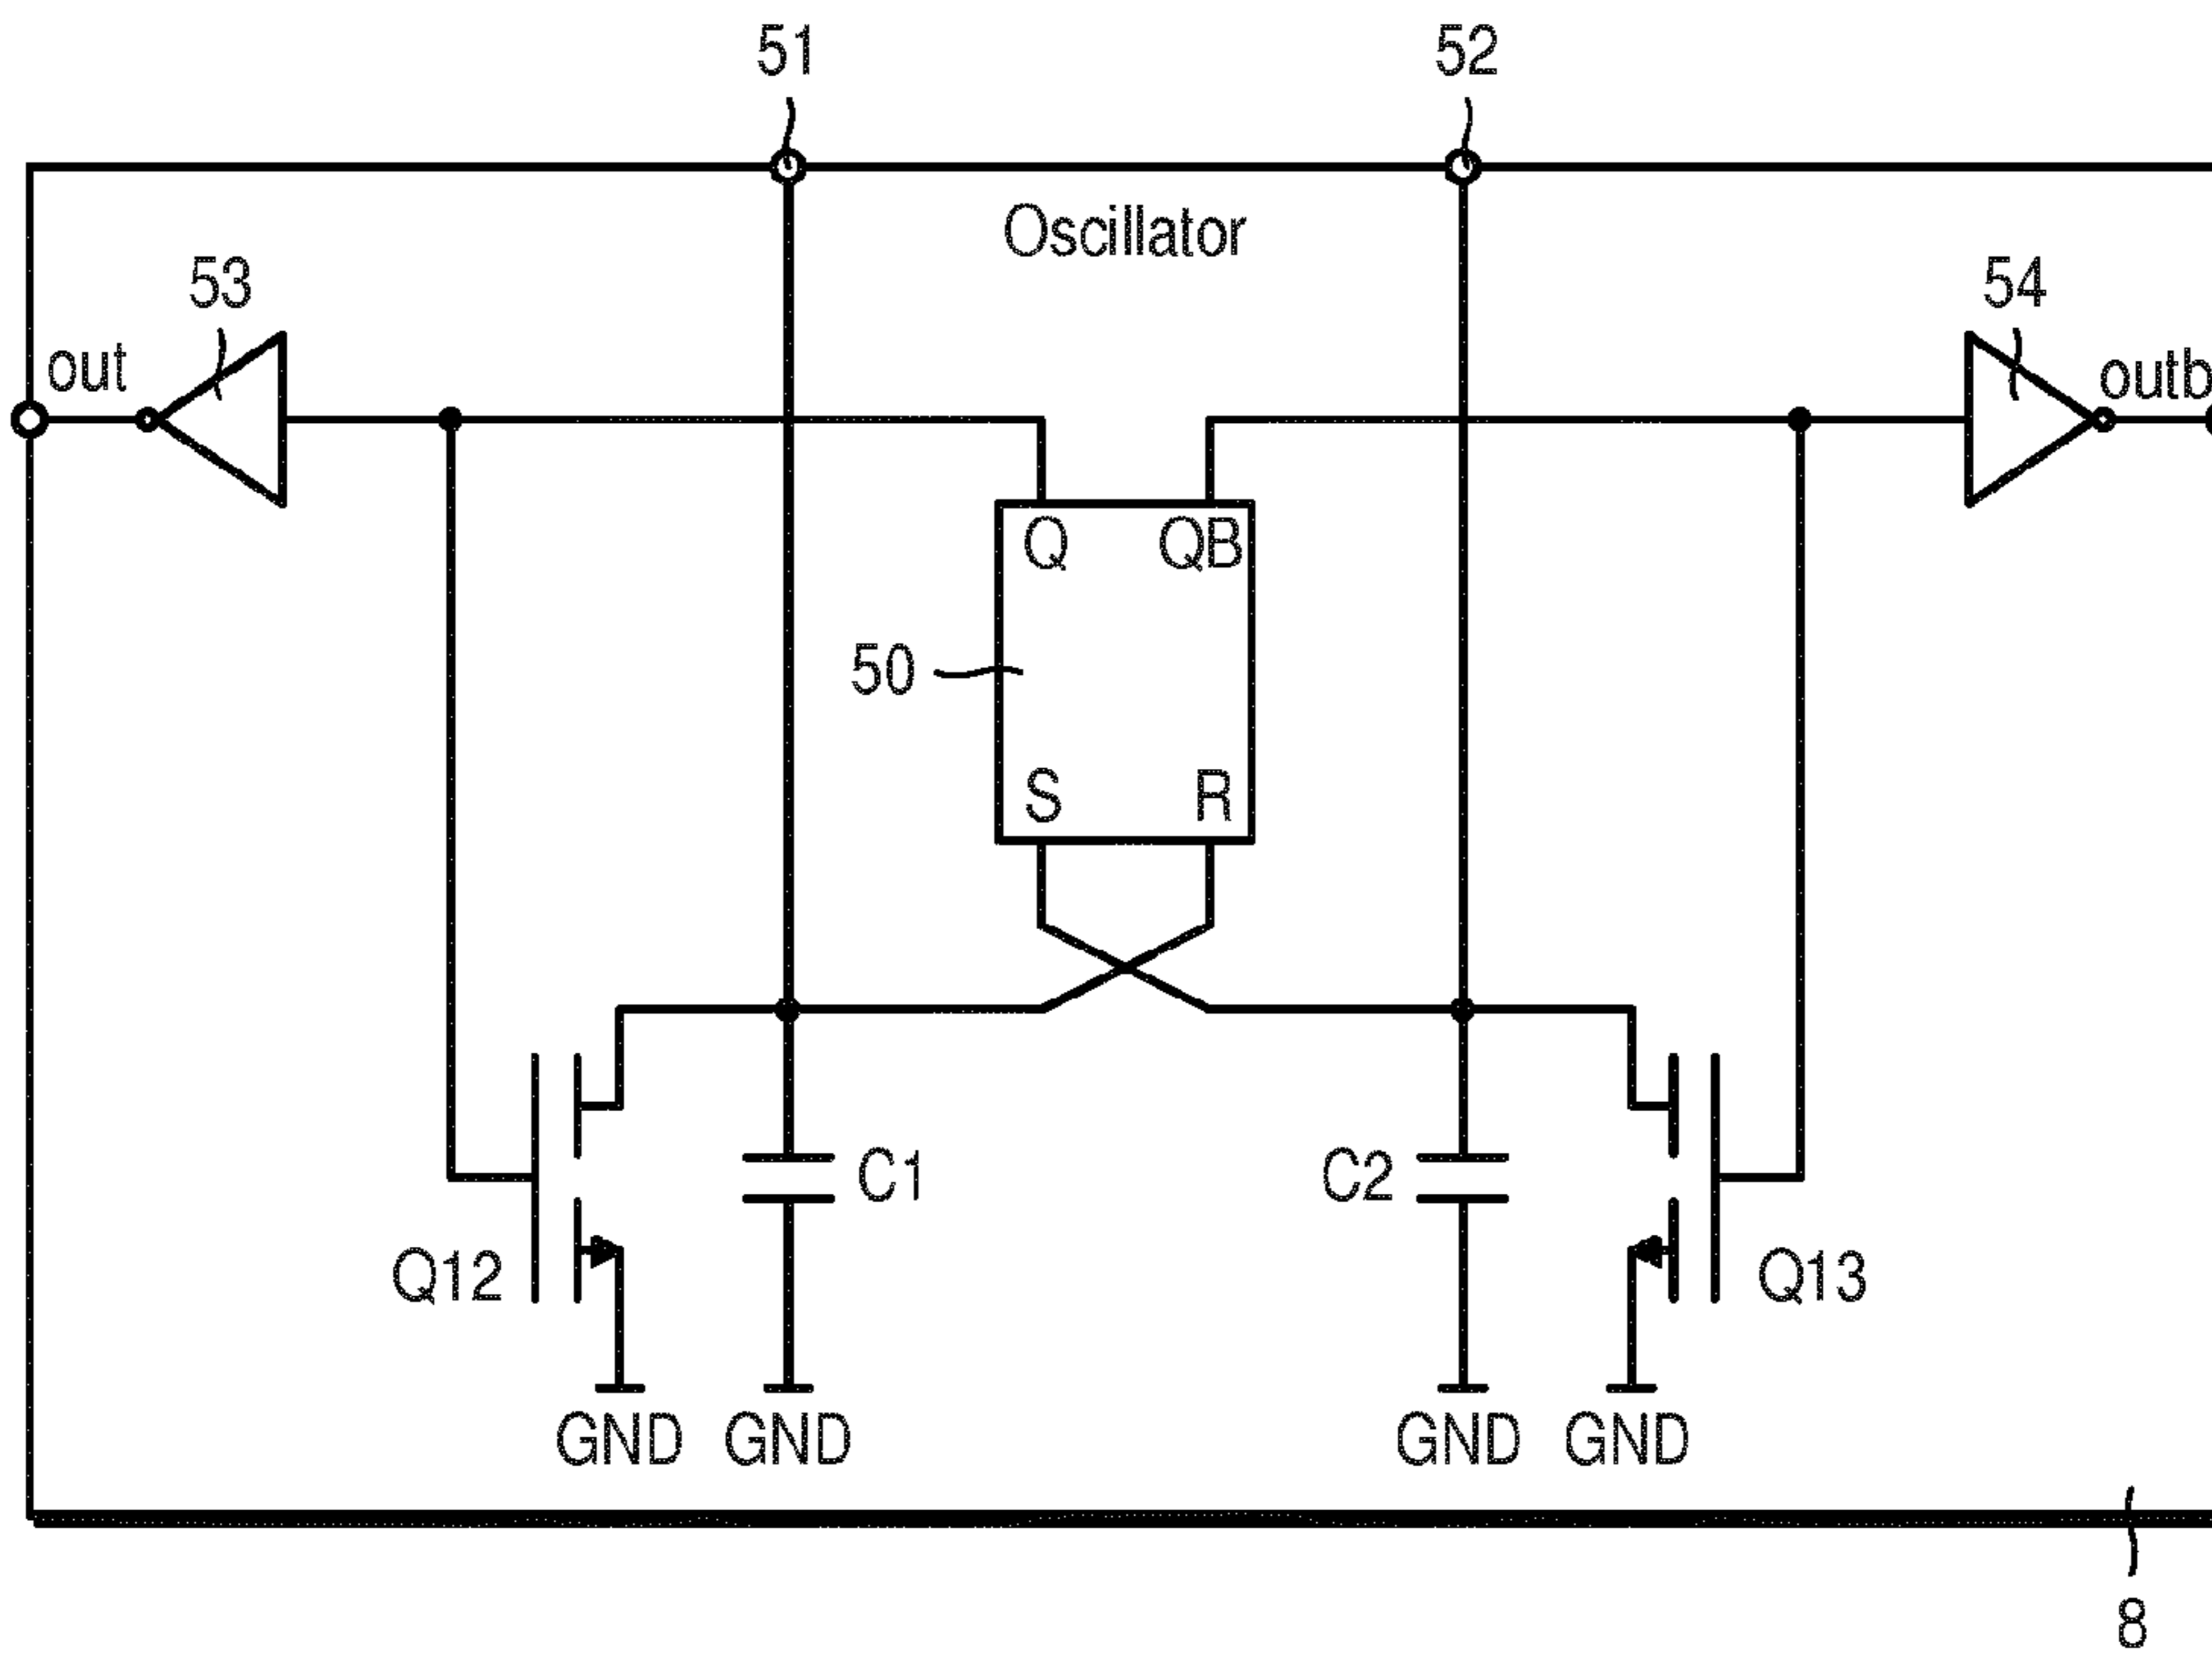 51
52
Oscillator
53
54
out
outb
Q
QB
50
S
R
C1
C2
Q12
Q13
GND
GND
GND
GND
8